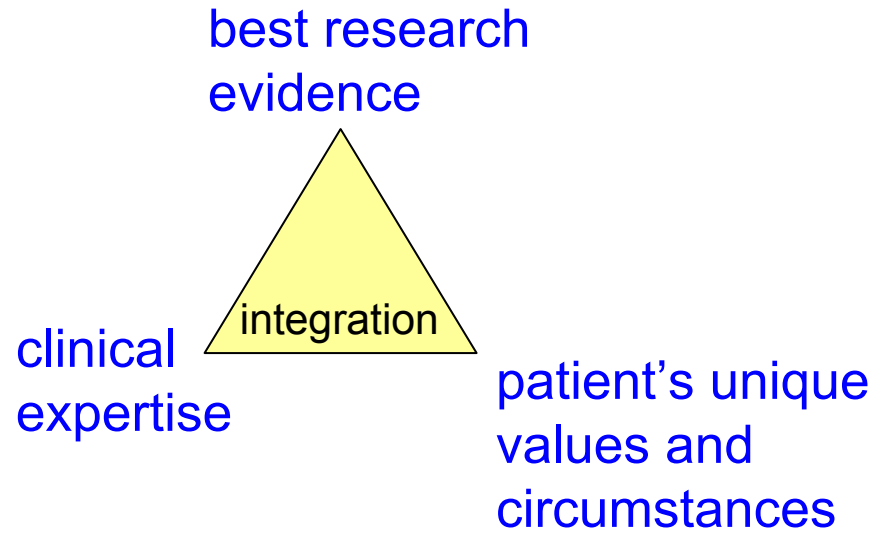 best research
evidence
integration
clinical
expertise
patient’s unique
values and
circumstances